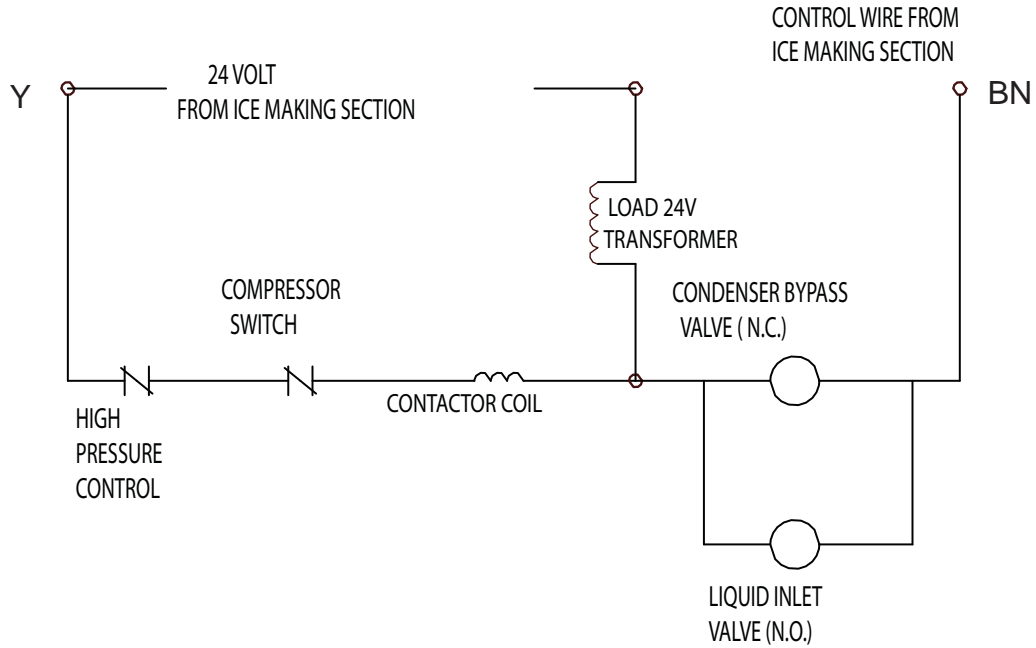 CONTROL WIRE FROM
ICE MAKING SECTION
Y
24 VOLT
FROM ICE MAKING SECTION
BN
LOAD 24V
TRANSFORMER
COMPRESSOR
SWITCH
CONDENSER BYPASS
VALVE ( N.C.)
CONTACTOR COIL
HIGH
PRESSURE
CONTROL
LIQUID INLET
VALVE (N.O.)